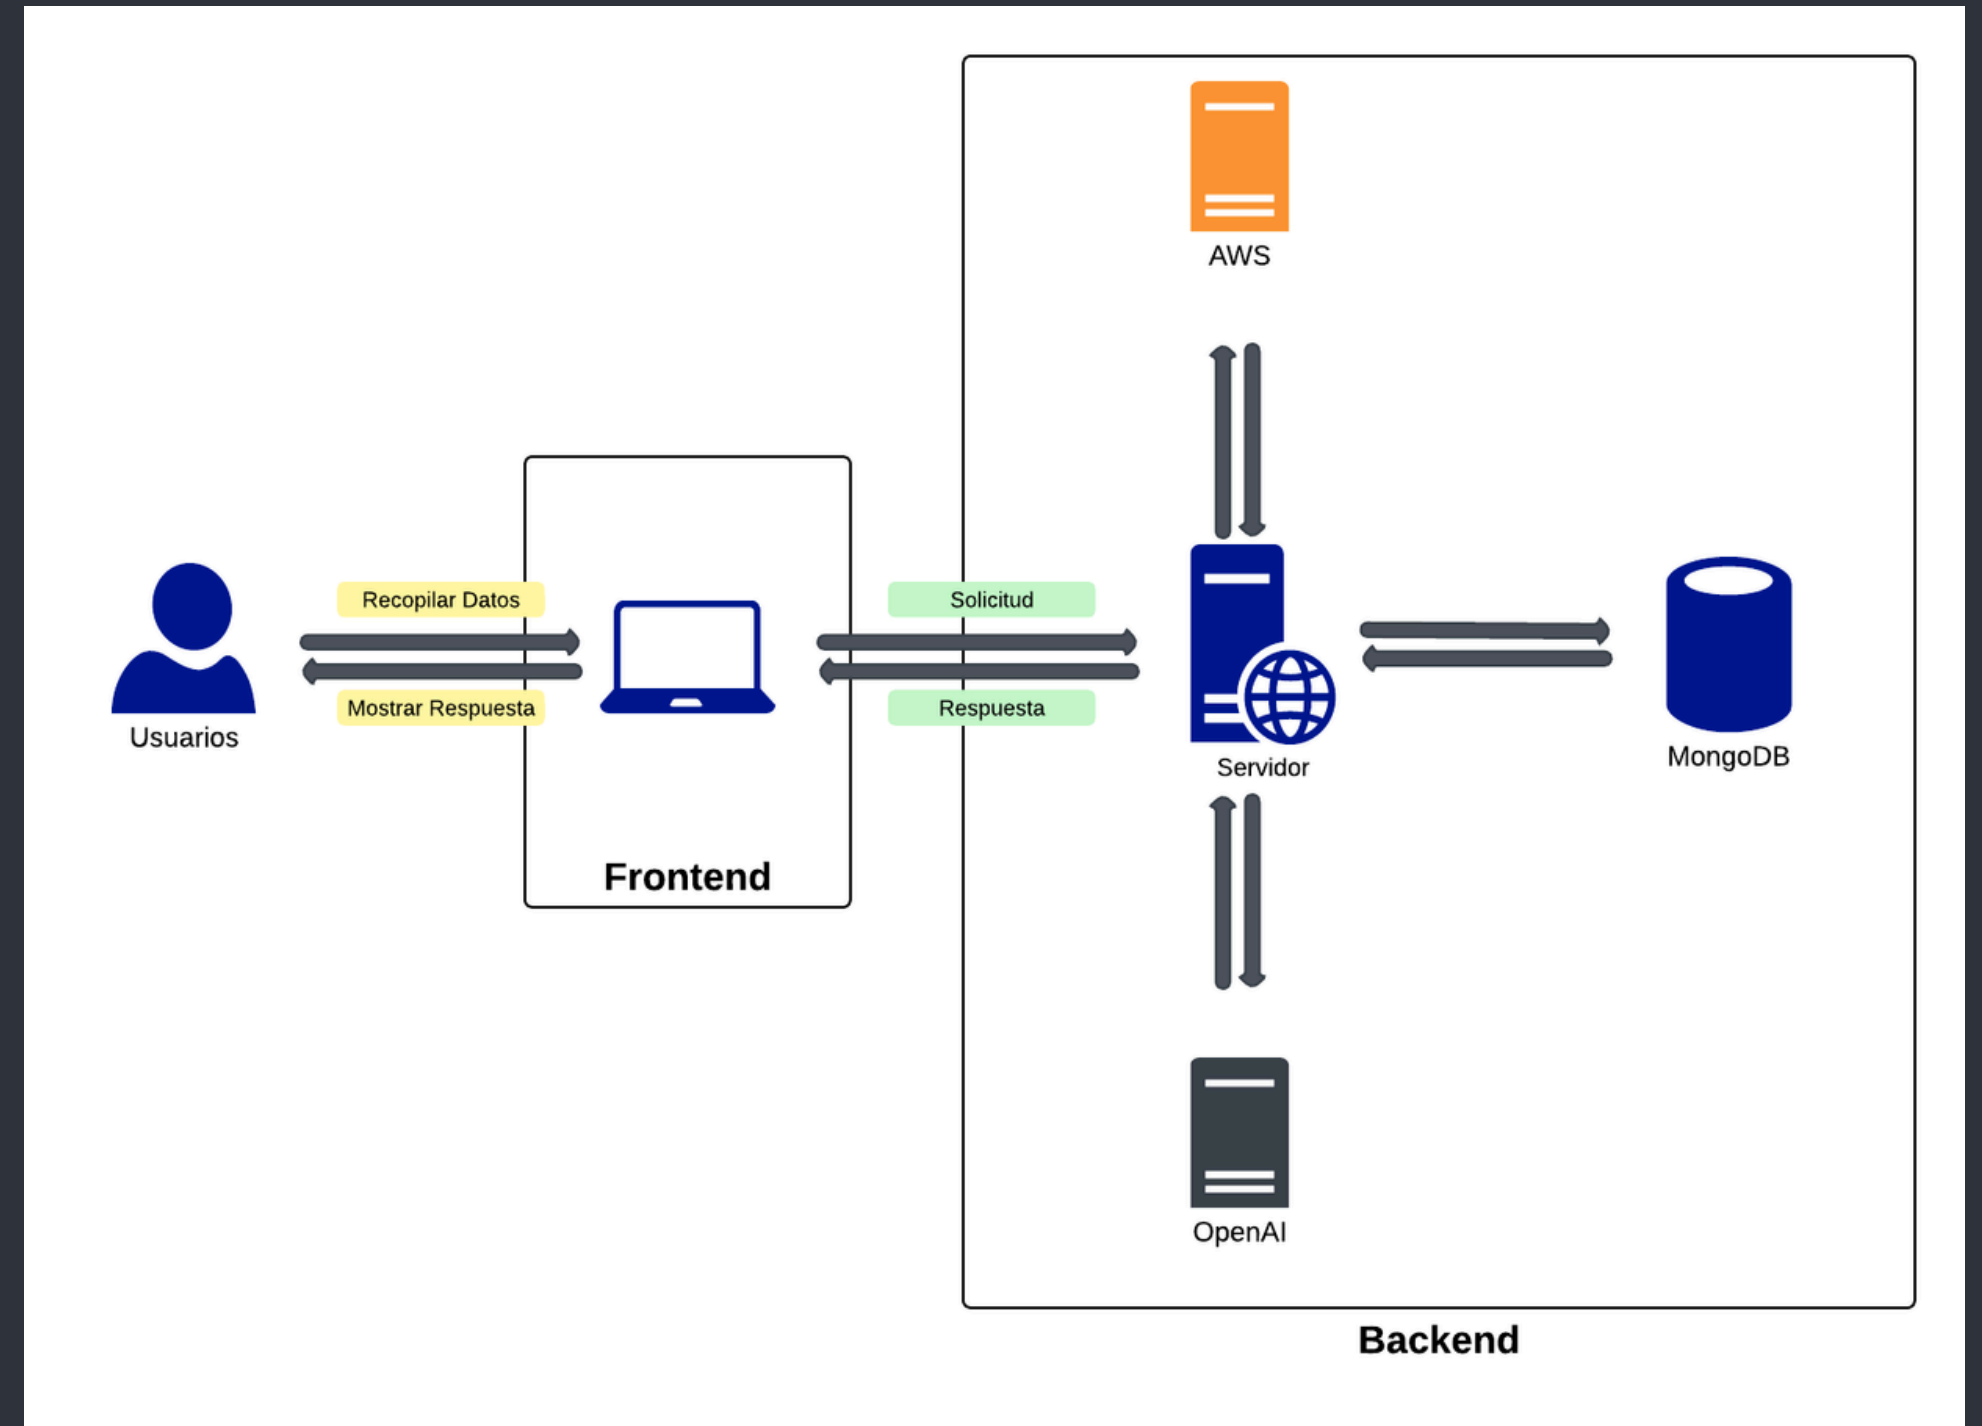 AWS
Recopilar Datos
Solicitud
Mostrar Respuesta
Respuesta
Usuarios
Servidor
MongoDB
Frontend
OpenAI
Backend